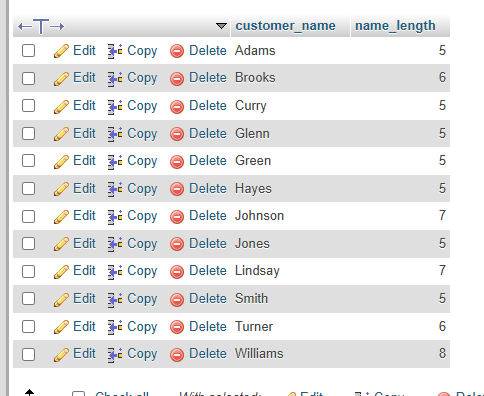 customer_name name_length
Edit Copy Delete Adams 5
Edit Copy Delete Brooks 6
Edit Copy Delete Curry 5
Edit Copy Delete Glenn 5
Edit Copy Delete Green 5
Edit Copy Delete Hayes 5
Edit Copy Delete Johnson 7
Edit Copy Delete Jones 5
Edit Copy Delete Lindsay 7
Edit Copy Delete Smith 5
Edit Copy Delete Turner 6
Edit Copy Delete Williams 8
Check all With selected: Edit Copy